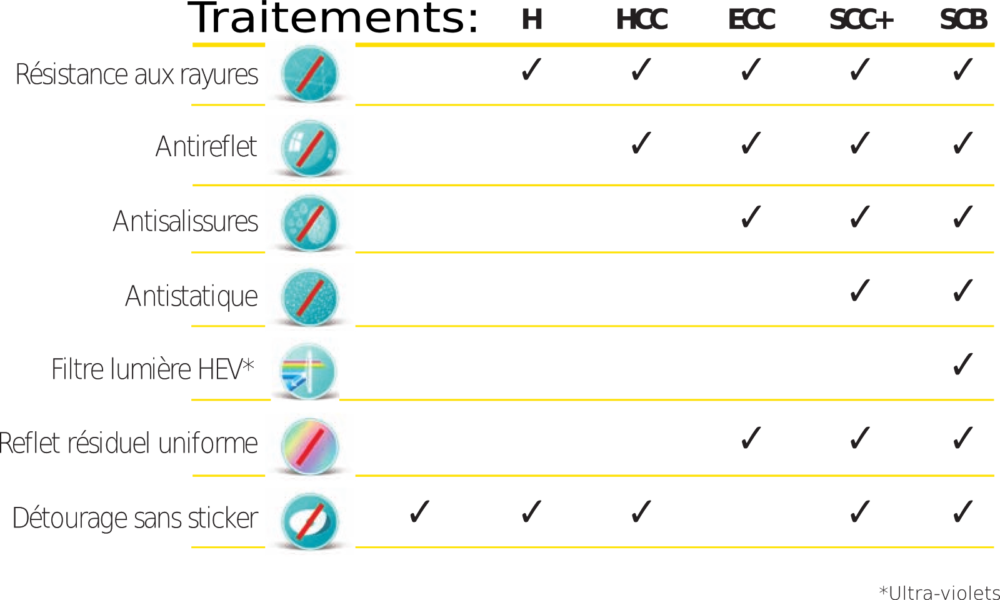 Traitements: H HCC ECC SCC+ SCB
Résistance aux rayures ✓ ✓ ✓ ✓ ✓
Antireflet ✓ ✓ ✓ ✓
Antisalissures ✓ ✓ ✓
Antistatique ✓ ✓
Filtre lumière HEV* ✓
Reflet résiduel uniforme ✓ ✓ ✓
Détourage sans sticker ✓ ✓ ✓ ✓ ✓
*Ultra-violets